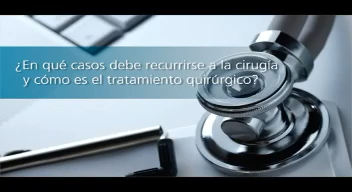 ¿En qué casos debe recurrirse a la cirugía
y cómo es el tratamiento quirúrgico?